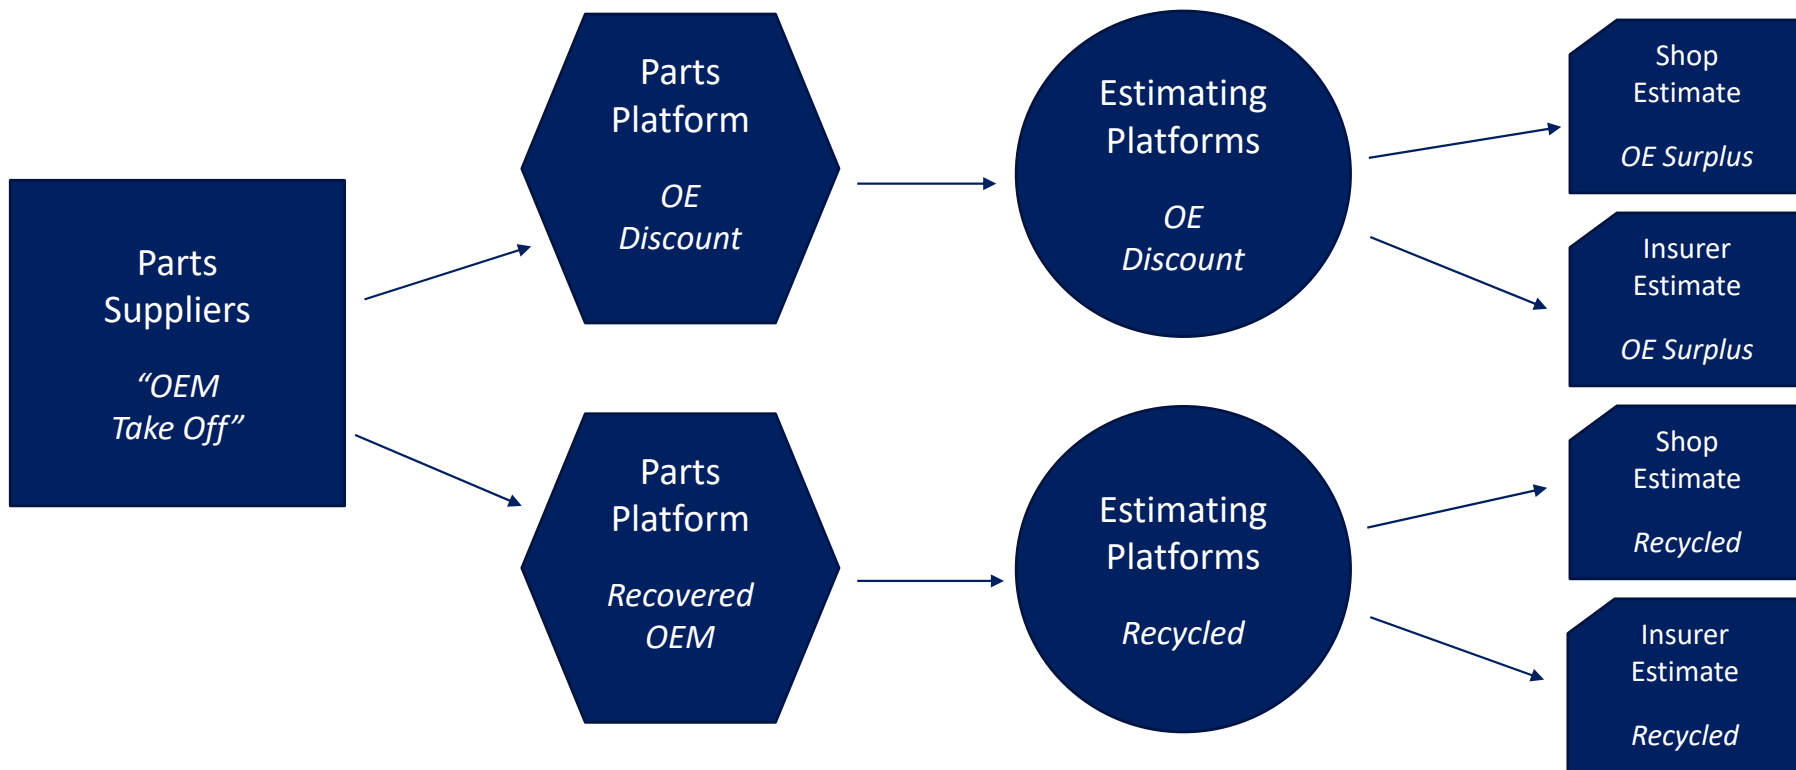 Parts
Suppliers
“OEM
Take Off”
Parts
Platform
OE
Discount
Estimating
Platforms
OE
Discount
Shop
Estimate
OE Surplus
Insurer
Estimate
OE Surplus
Parts
Platform
Recovered
OEM
Estimating
Platforms
Recycled
Shop
Estimate
Recycled
Insurer
Estimate
Recycled